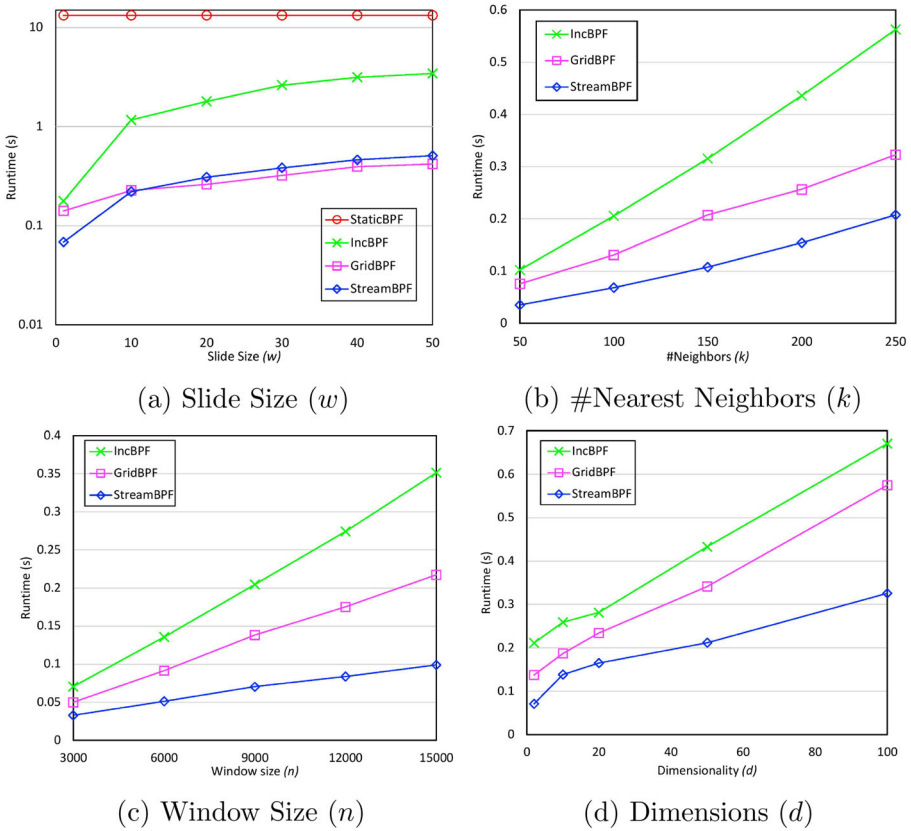 10
1
0.1
0.01
Runtime (s)
StaticBPF
IncBPF
GridBPF
StreamBPF
0 10 20 30 40 50
Slide Size (w)
(a) Slide Size (w)
0.6
0.5
0.4
0.3
0.2
0.1
0
Runtime (s)
IncBPF
GridBPF
StreamBPF
50 100 150 200 250
#Neighbors (k)
(b) #Nearest Neighbors (k)
0.4
0.35
0.3
0.25
0.2
0.15
0.1
0.05
0
Runtime (s)
IncBPF
GridBPF
StreamBPF
3000 6000 9000 12000 15000
Window size (n)
(c) Window Size (n)
0.7
0.6
0.5
0.4
0.3
0.2
0.1
0
Runtime (s)
IncBPF
GridBPF
StreamBPF
0 20 40 60 80 100
Dimensionality (d)
(d) Dimensions (d)